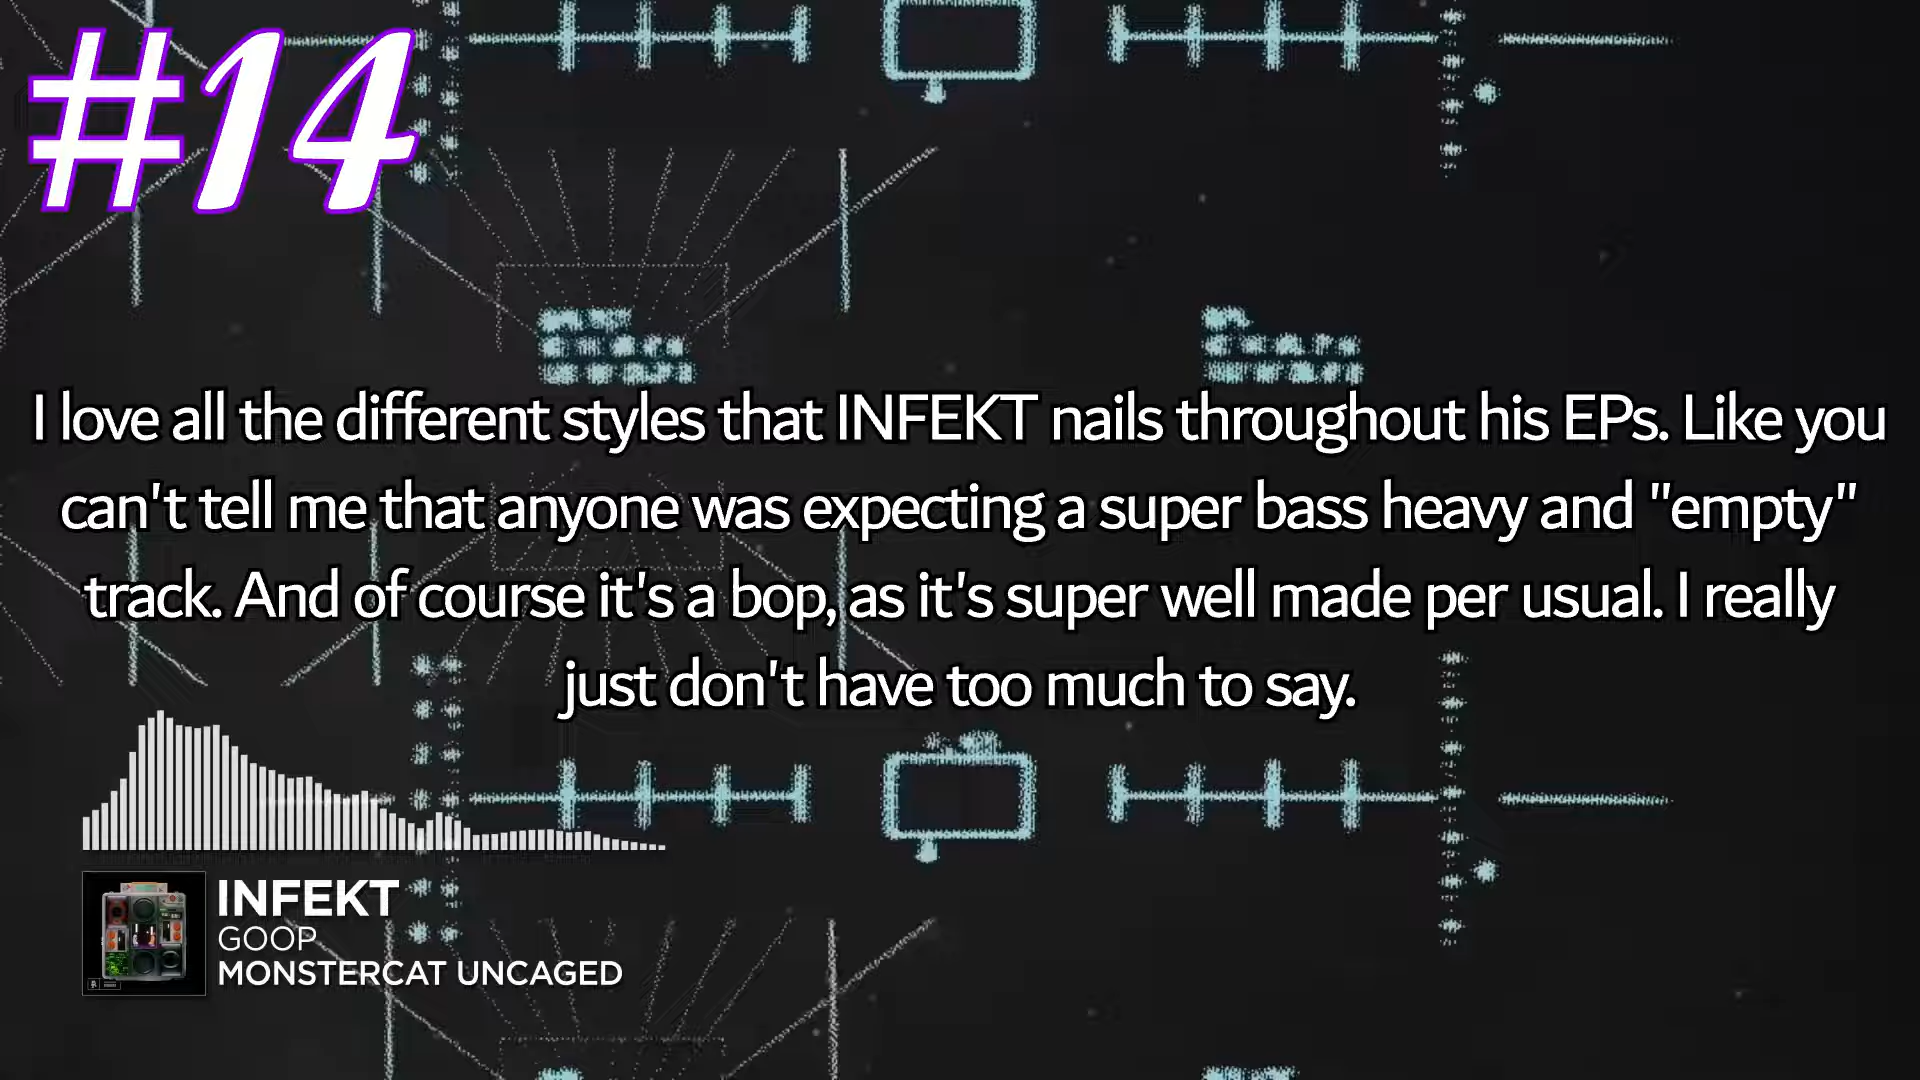 #14
I love all the different styles that INFEKT nails throughout his EPs. Like you
can't tell me that anyone was expecting a super bass heavy and "empty"
track. And of course it's a bop, as it's super well made per usual. I really
just don't have too much to say.
INFEKT
GOOP
MONSTERCAT UNCAGED